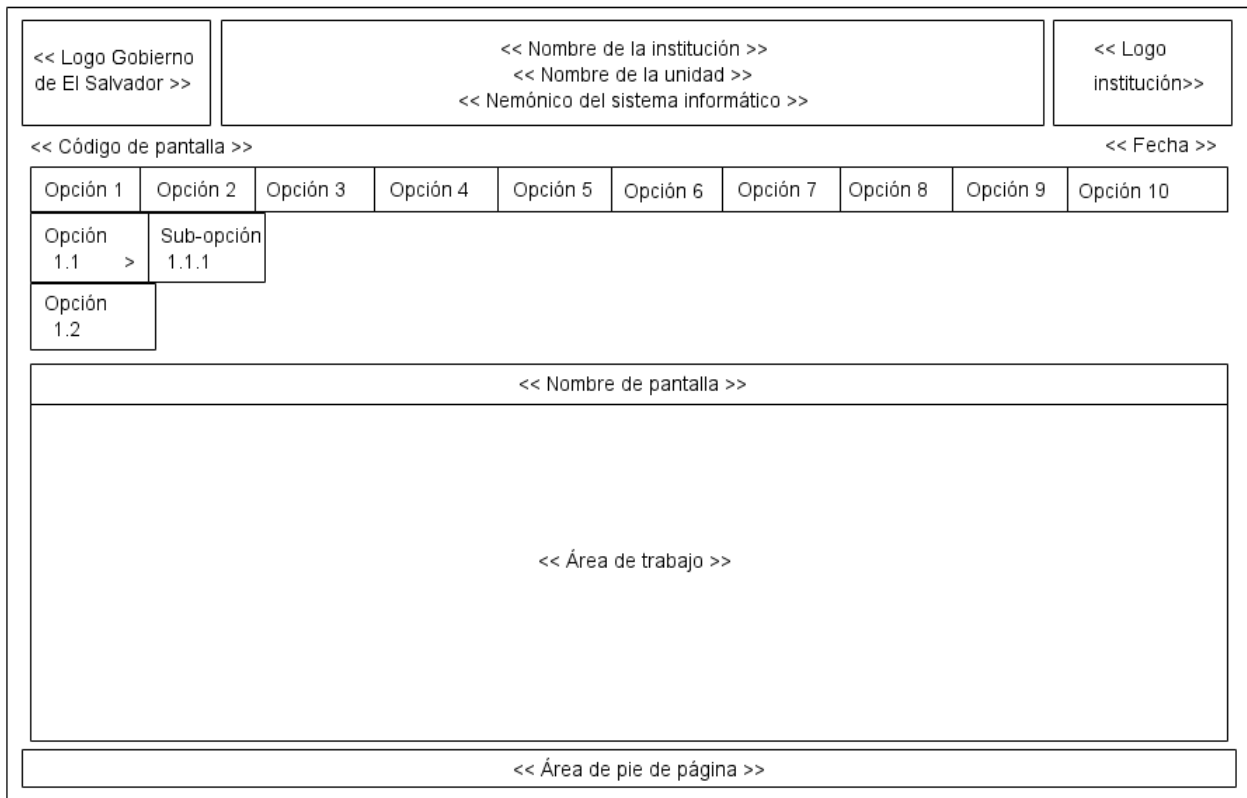 << Logo Gobierno
de El Salvador >>
<< Nombre de la institución >>
<< Nombre de la unidad >>
<< Nemónico del sistema informático >>
<< Logo
institución>>
<< Código de pantalla >>
<< Fecha >>
Opción 1 Opción 2 Opción 3 Opción 4 Opción 5 Opción 6 Opción 7 Opción 8 Opción 9 Opción 10
Opción
1.1 >
Sub-opción
1.1.1
Opción
1.2
<< Nombre de pantalla >>
<< Área de trabajo >>
<< Área de pie de página >>